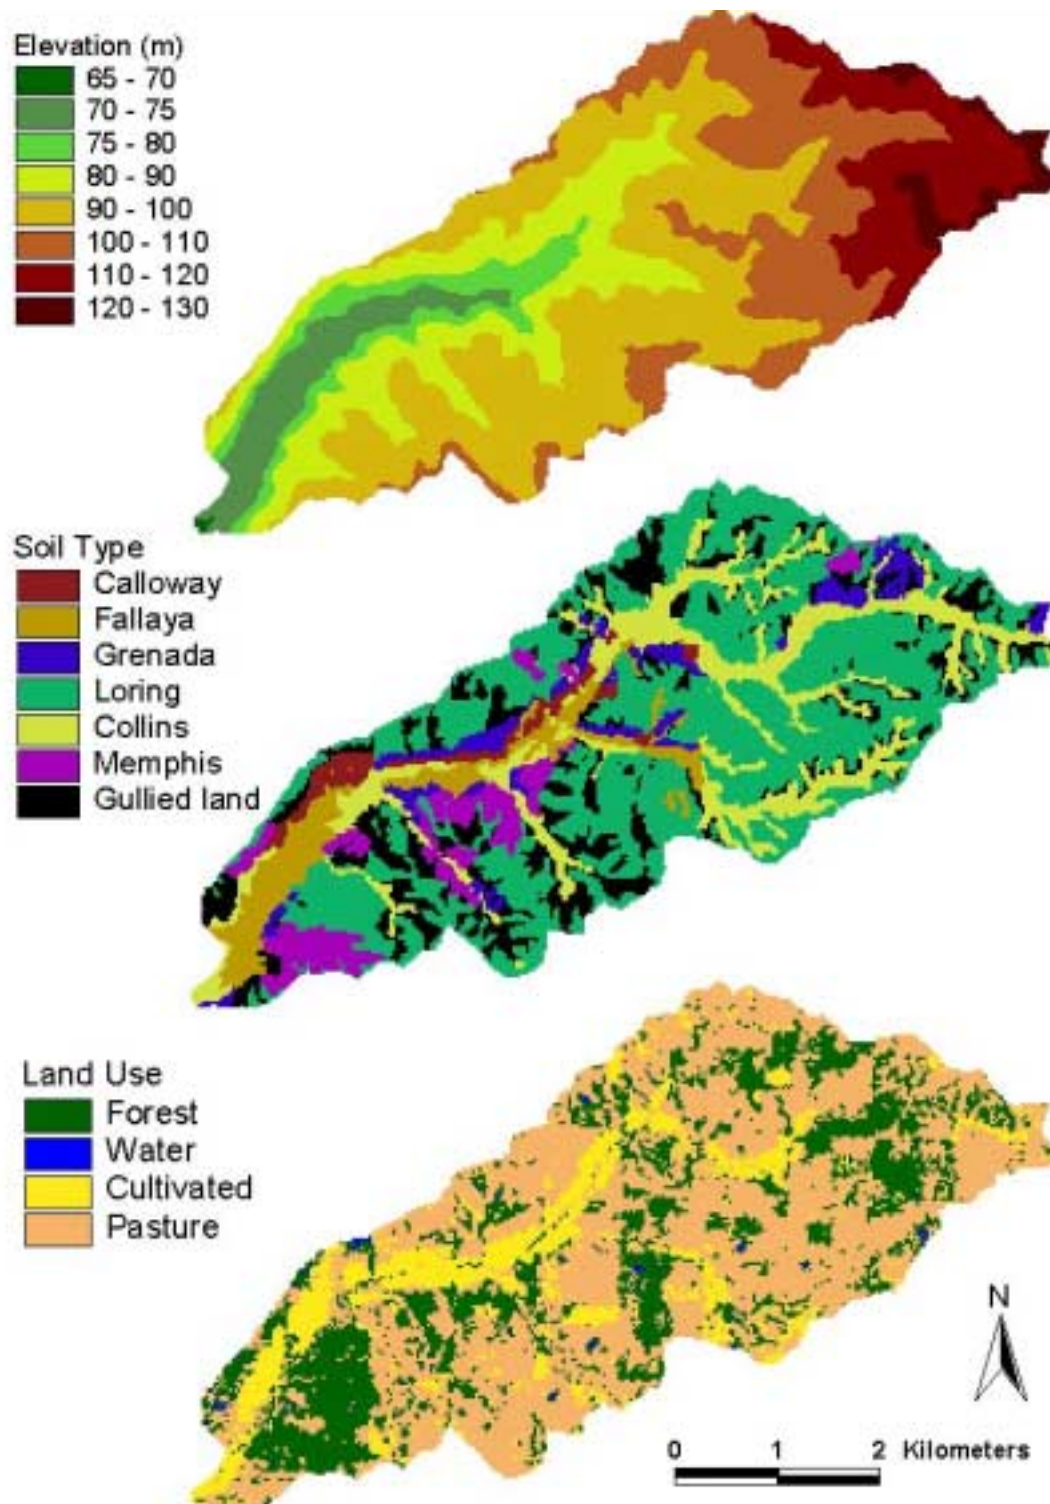 Elevation (m)
65 - 70
70 - 75
75 - 80
80 - 90
90 - 100
100 - 110
110 - 120
120 - 130
Soil Type
Calloway
Fallaya
Grenada
Loring
Collins
Memphis
Gullied land
Land Use
Forest
Water
Cultivated
Pasture
N
0 1 2 Kilometers